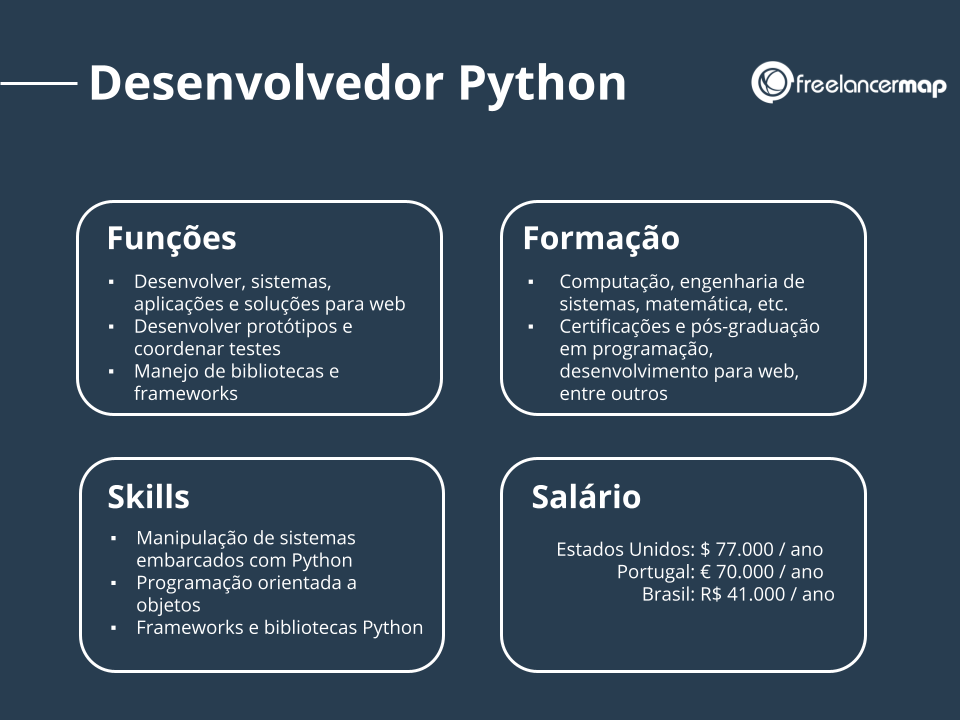 Desenvolvedor Python
freelancermap
Funções
▪ Desenvolver, sistemas,
aplicações e soluções para web
▪ Desenvolver protótipos e
coordenar testes
▪ Manejo de bibliotecas e
frameworks
Formação
▪ Computação, engenharia de
sistemas, matemática, etc.
▪ Certificações e pós-graduação
em programação,
desenvolvimento para web,
entre outros
Skills
▪ Manipulação de sistemas
embarcados com Python
▪ Programação orientada a
objetos
▪ Frameworks e bibliotecas Python
Salário
Estados Unidos: $ 77.000 / ano
Portugal: € 70.000 / ano
Brasil: R$ 41.000 / ano